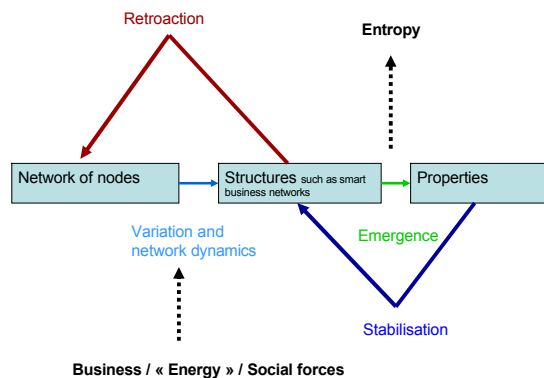 Retroaction
Entropy
Network of nodes
Structures such as smart
business networks
Properties
Variation and
network dynamics
Emergence
Stabilisation
Business / « Energy » / Social forces